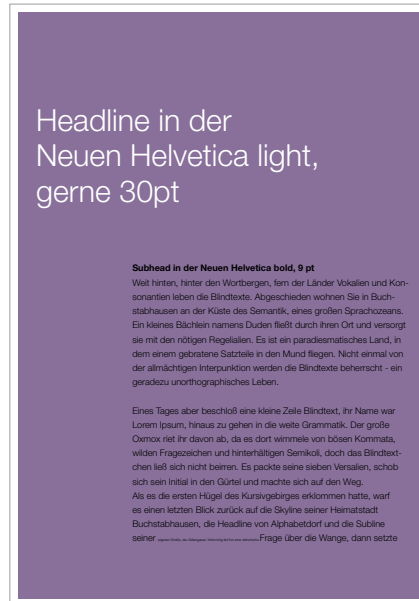 Headline in der
Neuen Helvetica light,
gerne 30pt
Subhead in der Neuen Helvetica bold, 9 pt
Weit hinten, hinter den Wortbergen, fern der Länder Vokalien und Kon-
sonantien leben die Blindtexte. Abgeschieden wohnen Sie in Buch-
stabhausen an der Küste des Semantik, eines großen Sprachozeans.
Ein kleines Bächlein namens Duden fließt durch ihren Ort und versorgt
sie mit den nötigen Regelialien. Es ist ein paradiesmatisches Land, in
dem einem gebratene Satzteile in den Mund fliegen. Nicht einmal von
der allmächtigen Interpunktion werden die Blindtexte beherrscht - ein
geradezu unorthographisches Leben.
Eines Tages aber beschloß eine kleine Zeile Blindtext, ihr Name war
Lorem Ipsum, hinaus zu gehen in die weite Grammatik. Der große
Oxmox riet ihr davon ab, da es dort wimmele von bösen Kommata,
wilden Fragezeichen und hinterhältigen Semikoli, doch das Blindtext-
chen ließ sich nicht beirren. Es packte seine sieben Versalien, schob
sich sein Initial in den Gürtel und machte sich auf den Weg.
Als es die ersten Hügel des Kursivgebirges erklommen hatte, warf
es einen letzten Blick zurück auf die Skyline seiner Heimatstadt
Buchstabhausen, die Headline von Alphabetdorf und die Subline
seiner Frage über die Wange, dann setzte